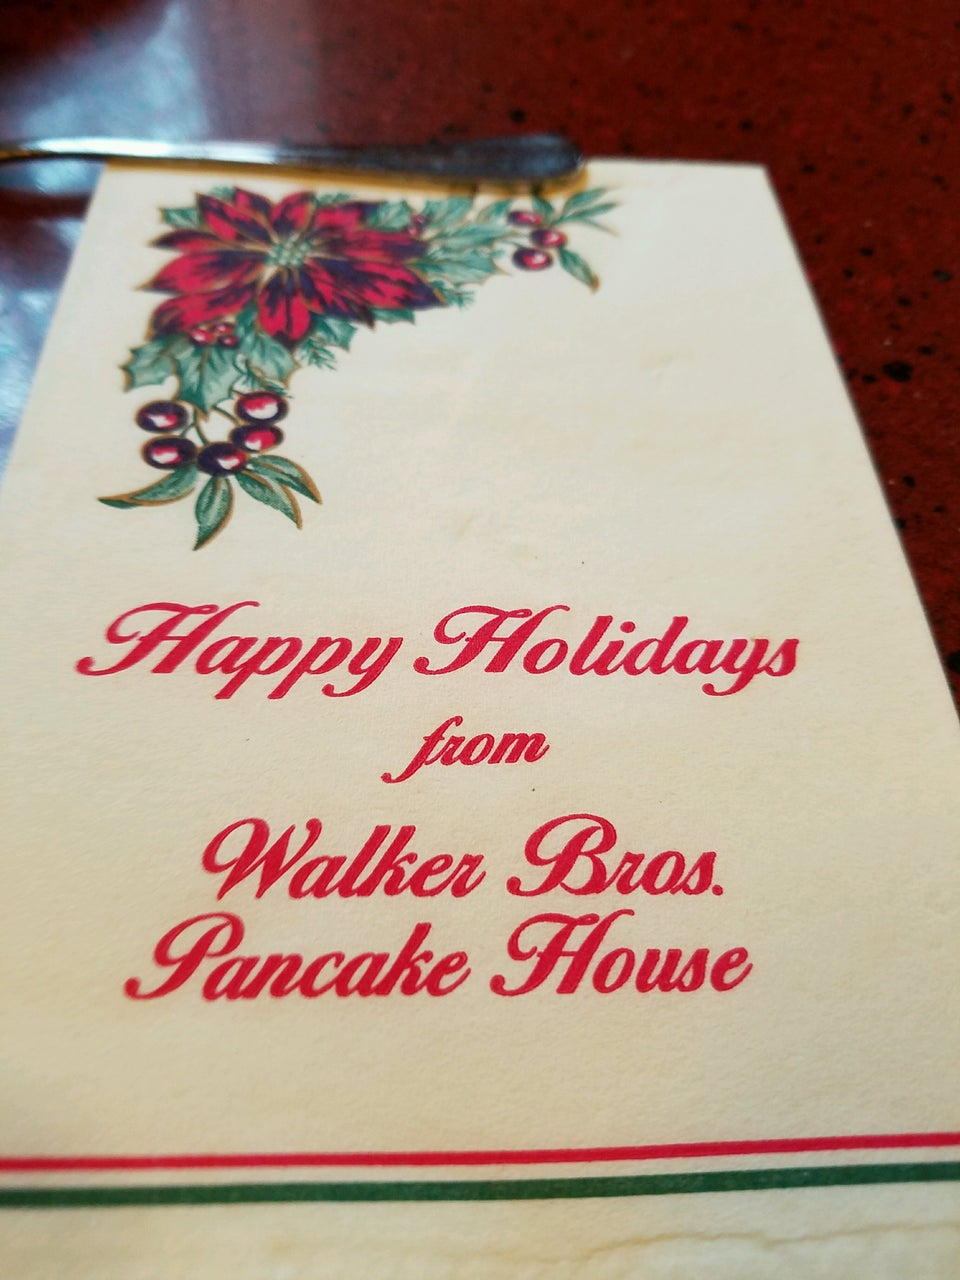 Happy Holidays
from
Walker Bros.
Pancake House